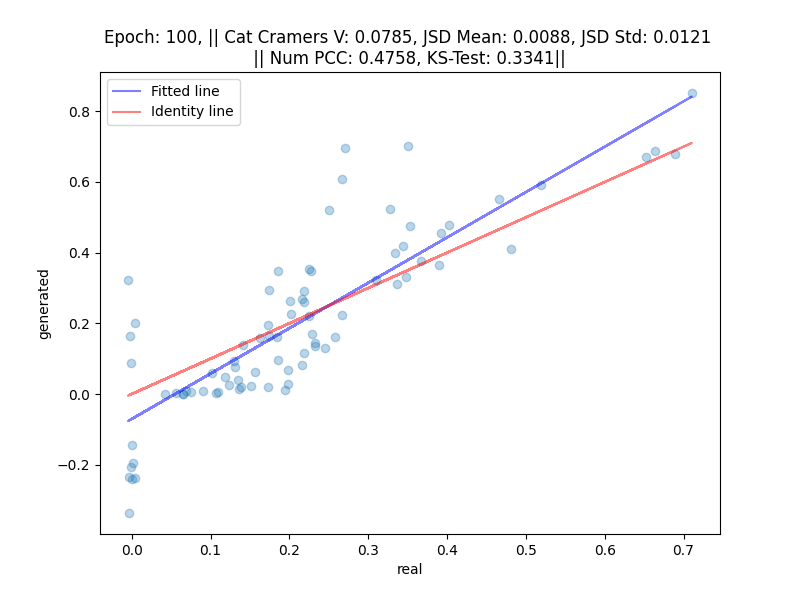 Epoch: 100, || Cat Cramers V: 0.0785, JSD Mean: 0.0088, JSD Std: 0.0121
|| Num PCC: 0.4758, KS-Test: 0.3341||
Fitted line
Identity line
generated
0.8
0.6
0.4
0.2
0.0
−0.2
0.0 0.1 0.2 0.3 0.4 0.5 0.6 0.7
real